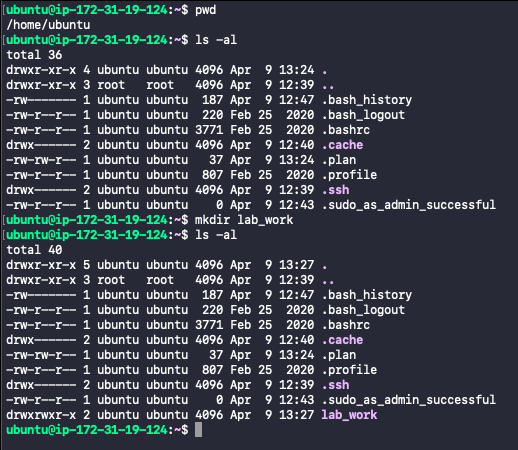 [ubuntu@ip-172-31-19-124:~$ pwd
/home/ubuntu
[ubuntu@ip-172-31-19-124:~$ ls -al
total 36
drwxr-xr-x 4 ubuntu ubuntu 4096 Apr  9 13:24 .
drwxr-xr-x 3 root   root   4096 Apr  9 12:39 ..
-rw------- 1 ubuntu ubuntu  187 Apr  9 12:47 .bash_history
-rw-r--r-- 1 ubuntu ubuntu  220 Feb 25  2020 .bash_logout
-rw-r--r-- 1 ubuntu ubuntu 3771 Feb 25  2020 .bashrc
drwx------ 2 ubuntu ubuntu 4096 Apr  9 12:40 .cache
-rw-rw-r-- 1 ubuntu ubuntu   37 Apr  9 13:24 .plan
-rw-r--r-- 1 ubuntu ubuntu  807 Feb 25  2020 .profile
drwx------ 2 ubuntu ubuntu 4096 Apr  9 12:39 .ssh
-rw-r--r-- 1 ubuntu ubuntu    0 Apr  9 12:43 .sudo_as_admin_successful
[ubuntu@ip-172-31-19-124:~$ mkdir lab_work
[ubuntu@ip-172-31-19-124:~$ ls -al
total 40
drwxr-xr-x 5 ubuntu ubuntu 4096 Apr  9 13:27 .
drwxr-xr-x 3 root   root   4096 Apr  9 12:39 ..
-rw------- 1 ubuntu ubuntu  187 Apr  9 12:47 .bash_history
-rw-r--r-- 1 ubuntu ubuntu  220 Feb 25  2020 .bash_logout
-rw-r--r-- 1 ubuntu ubuntu 3771 Feb 25  2020 .bashrc
drwx------ 2 ubuntu ubuntu 4096 Apr  9 12:40 .cache
-rw-rw-r-- 1 ubuntu ubuntu   37 Apr  9 13:24 .plan
-rw-r--r-- 1 ubuntu ubuntu  807 Feb 25  2020 .profile
drwx------ 2 ubuntu ubuntu 4096 Apr  9 12:39 .ssh
-rw-r--r-- 1 ubuntu ubuntu    0 Apr  9 12:43 .sudo_as_admin_successful
drwxrwxr-x 2 ubuntu ubuntu 4096 Apr  9 13:27 lab_work
ubuntu@ip-172-31-19-124:~$